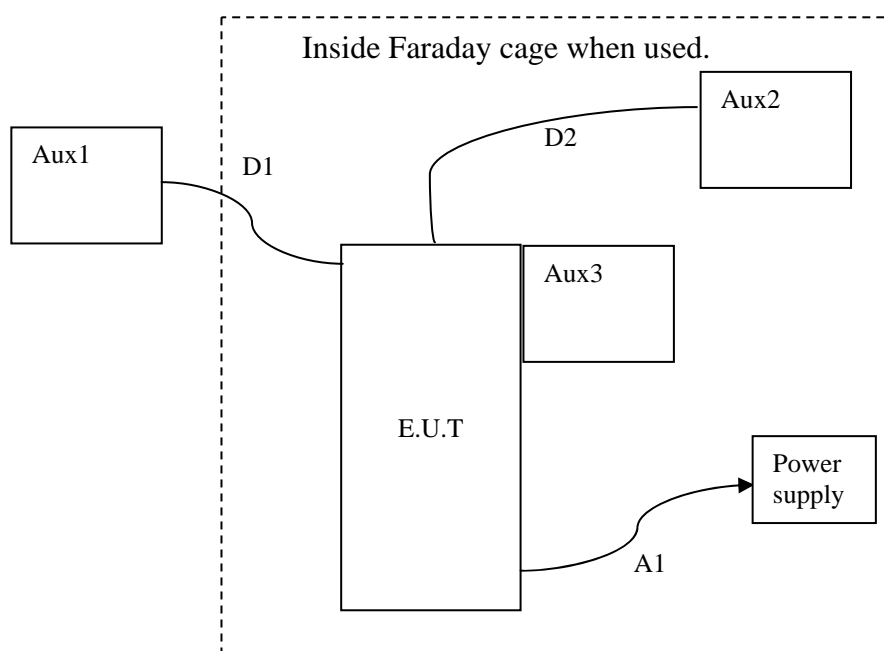 Inside Faraday cage when used.
Aux2
Aux1
D1
D2
Aux3
E.U.T
Power
supply
A1